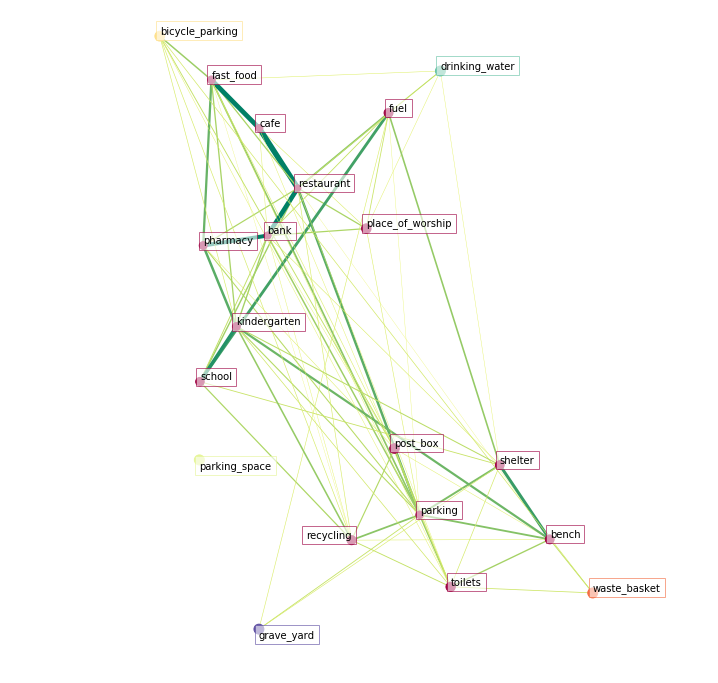 bicycle_parking
drinking_water
fast_food
fuel
cafe
restaurant
place_of_worship
bank
pharmacy
kindergarten
school
post_box
shelter
parking_space
parking
recycling
bench
toilets
waste_basket
grave_yard